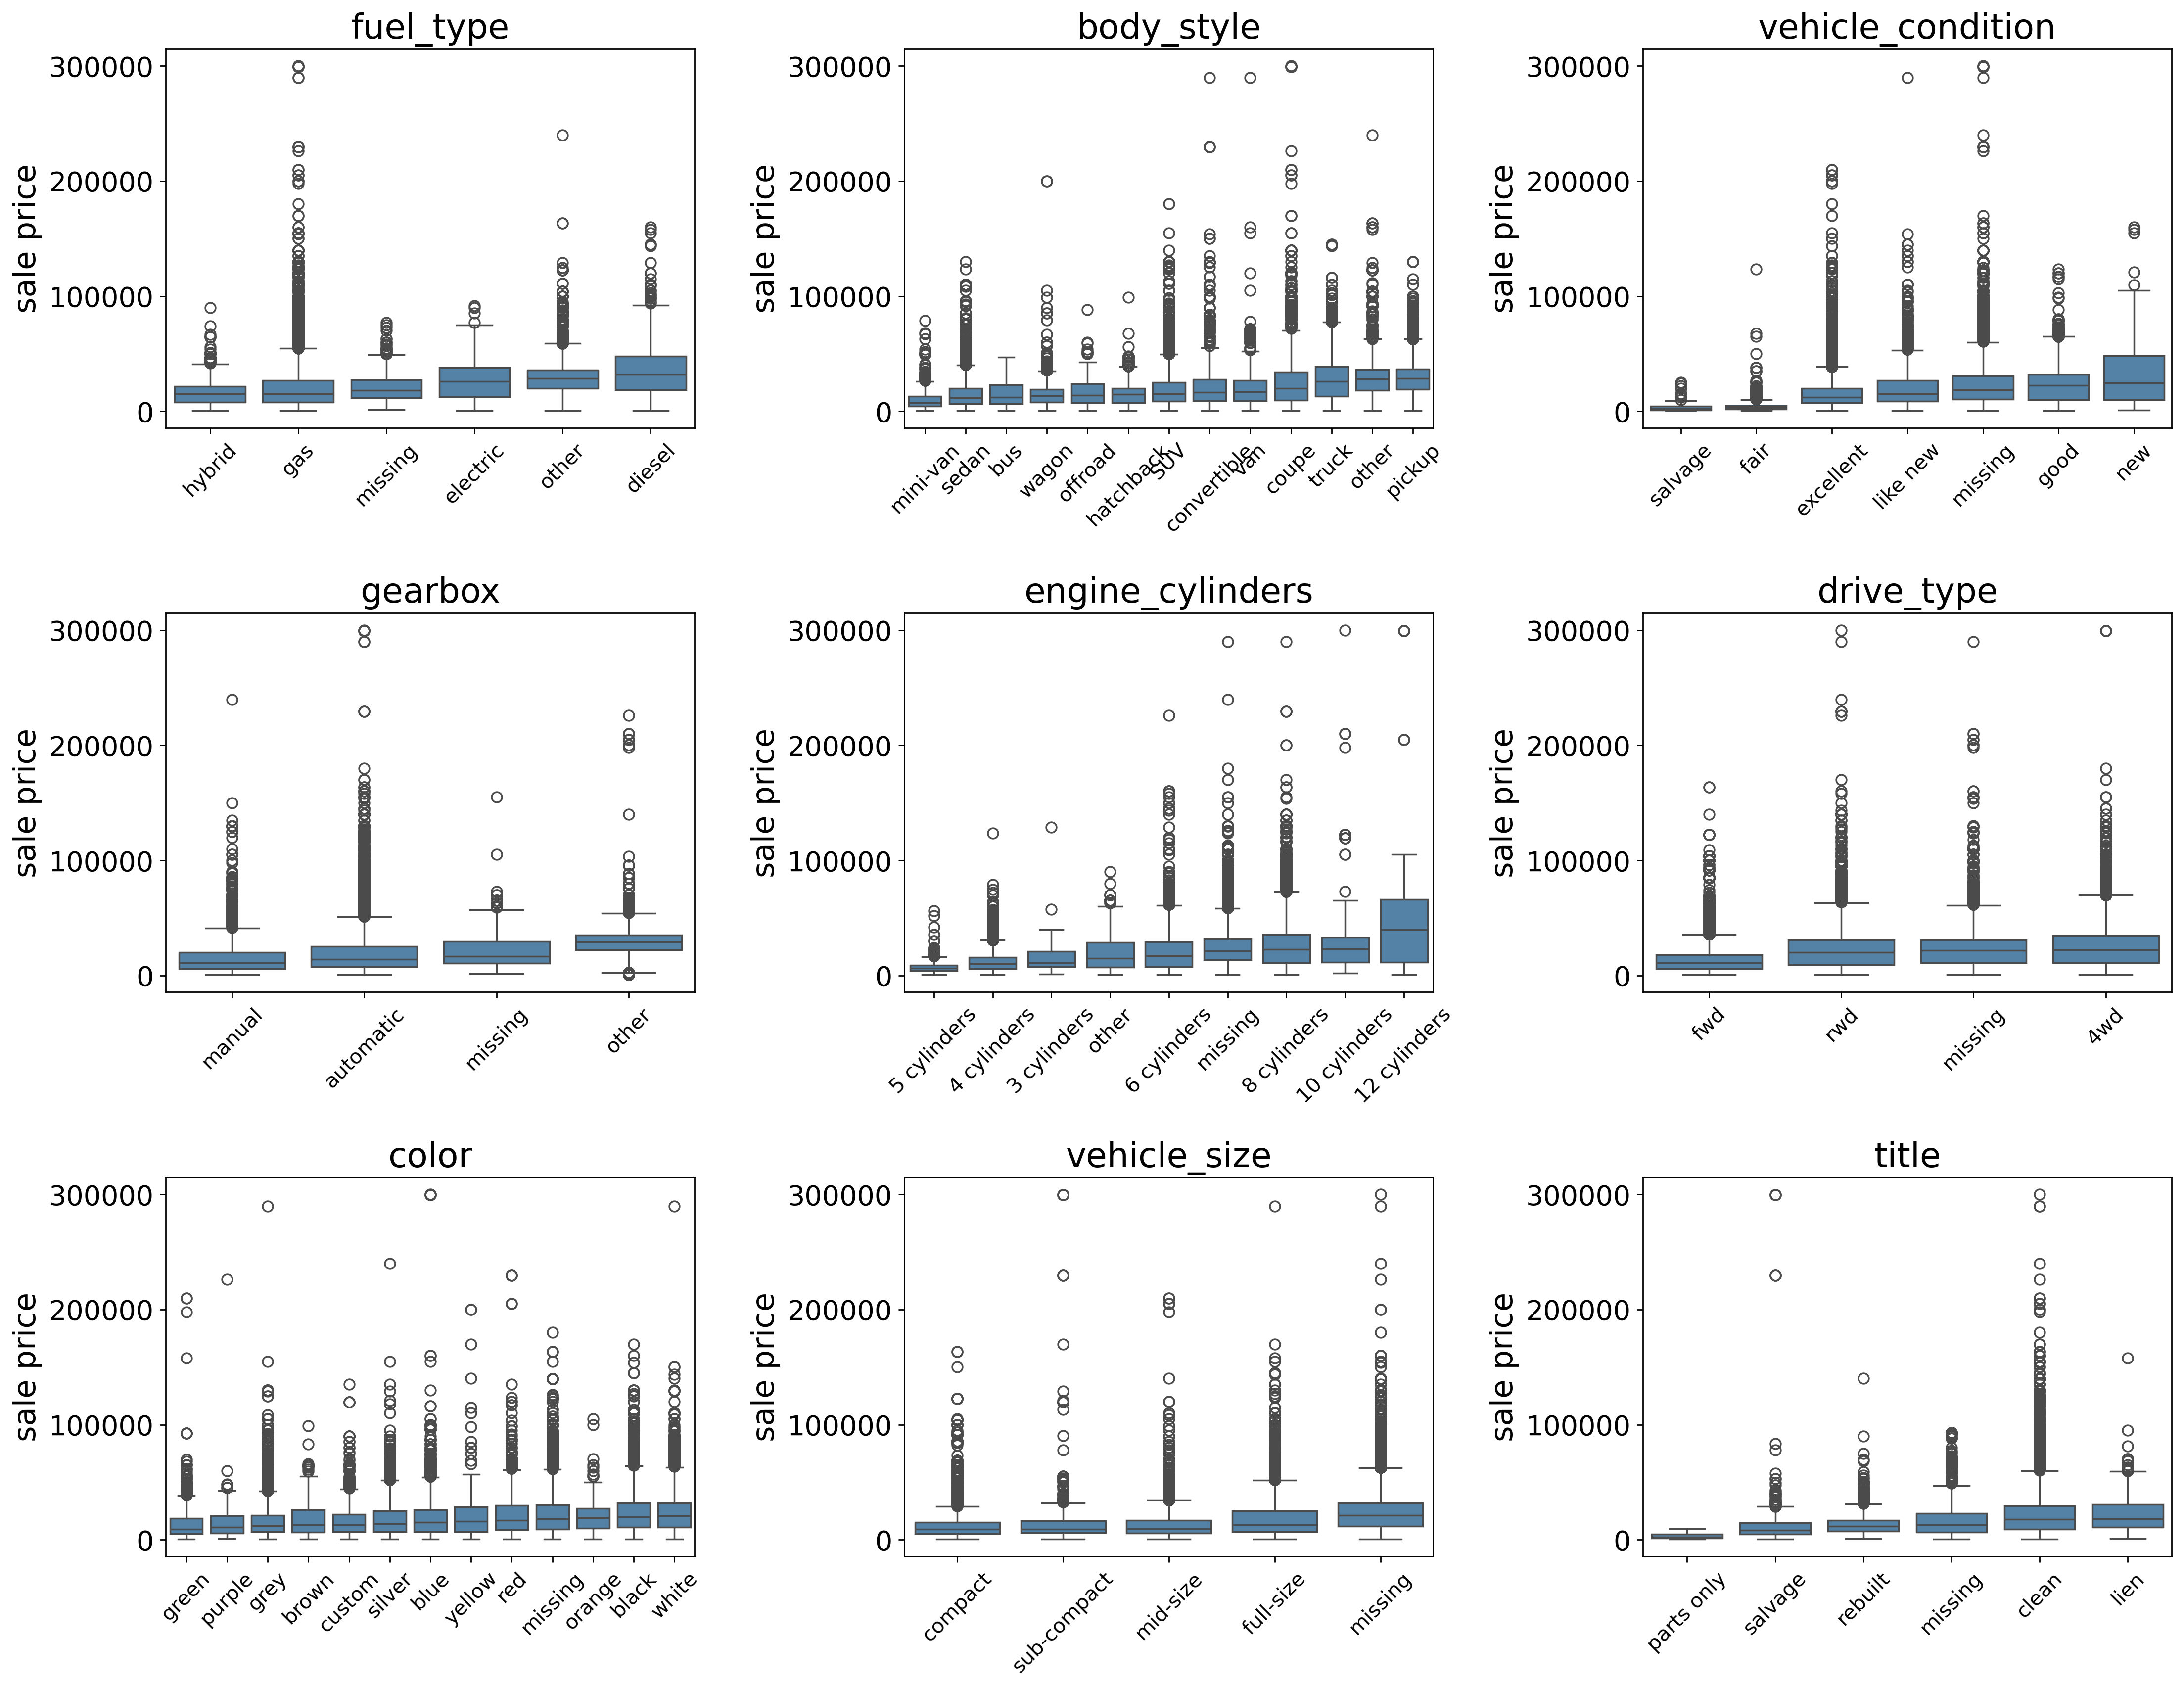 fuel_type
sale price
300000
200000
100000
0
hybrid
gas
missing
electric
other
diesel
body_style
sale price
300000
200000
100000
0
mini-van
sedan
bus
wagon
offroad
hatchback
SUV
convertible
van
coupe
truck
other
pickup
vehicle_condition
sale price
300000
200000
100000
0
salvage
fair
excellent
like new
missing
good
new
gearbox
sale price
300000
200000
100000
0
manual
automatic
missing
other
engine_cylinders
sale price
300000
200000
100000
0
5 cylinders
4 cylinders
3 cylinders
other
6 cylinders
missing
8 cylinders
10 cylinders
12 cylinders
drive_type
sale price
300000
200000
100000
0
fwd
rwd
missing
4wd
color
sale price
300000
200000
100000
0
green
purple
grey
brown
custom
silver
blue
yellow
red
missing
orange
black
white
vehicle_size
sale price
300000
200000
100000
0
compact
sub-compact
mid-size
full-size
missing
title
sale price
300000
200000
100000
0
parts only
salvage
rebuilt
missing
clean
lien